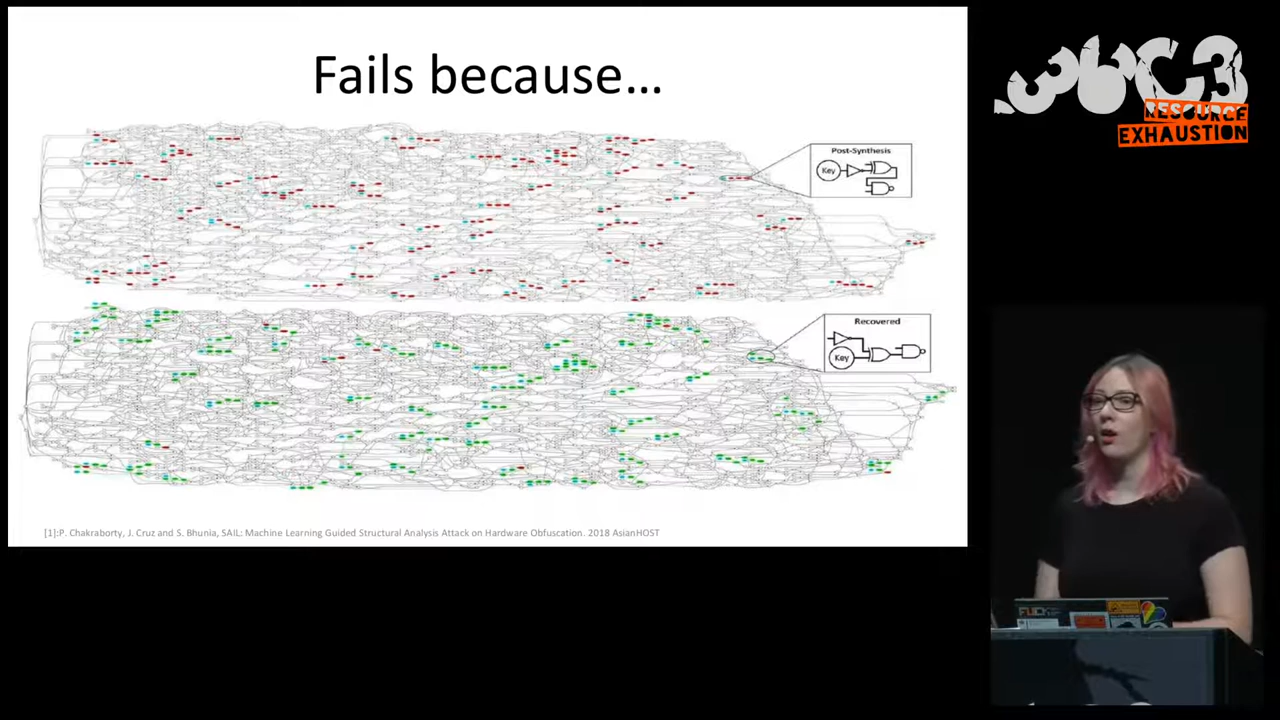 Fails because…
Post-Synthesis
Key
Recovered
Key
[1]:P. Chakraborty, J. Cruz and S. Bhunia, SAIL: Machine Learning Guided Structural Analysis Attack on Hardware Obfuscation. 2018 AsianHOST
36C3
RESOURCE
EXHAUSTION